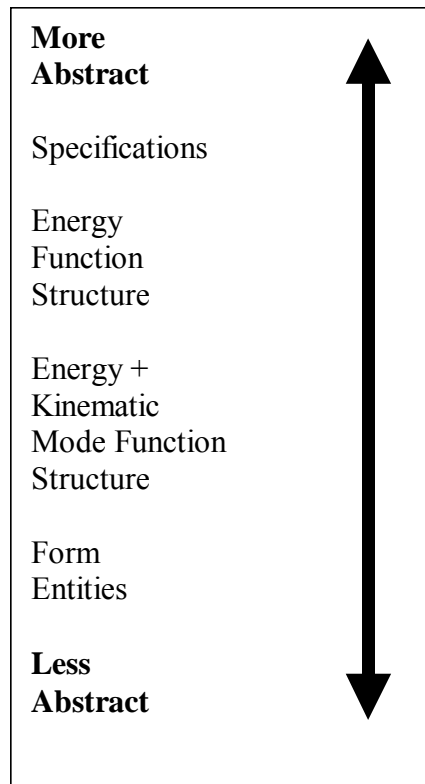 More
Abstract
Specifications
Energy
Function
Structure
Energy +
Kinematic
Mode Function
Structure
Form
Entities
Less
Abstract